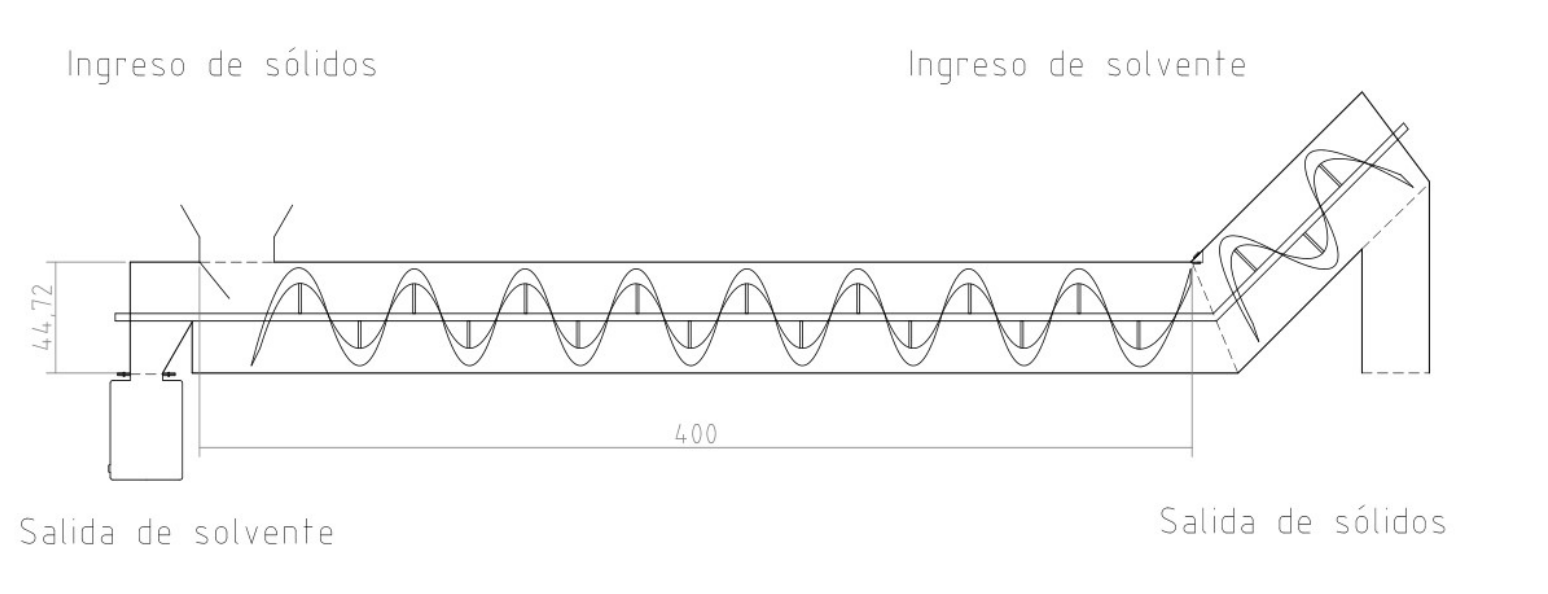 Ingreso de sólidos
Ingreso de solvente
44,72
400
Salida de solvente
Salida de sólidos